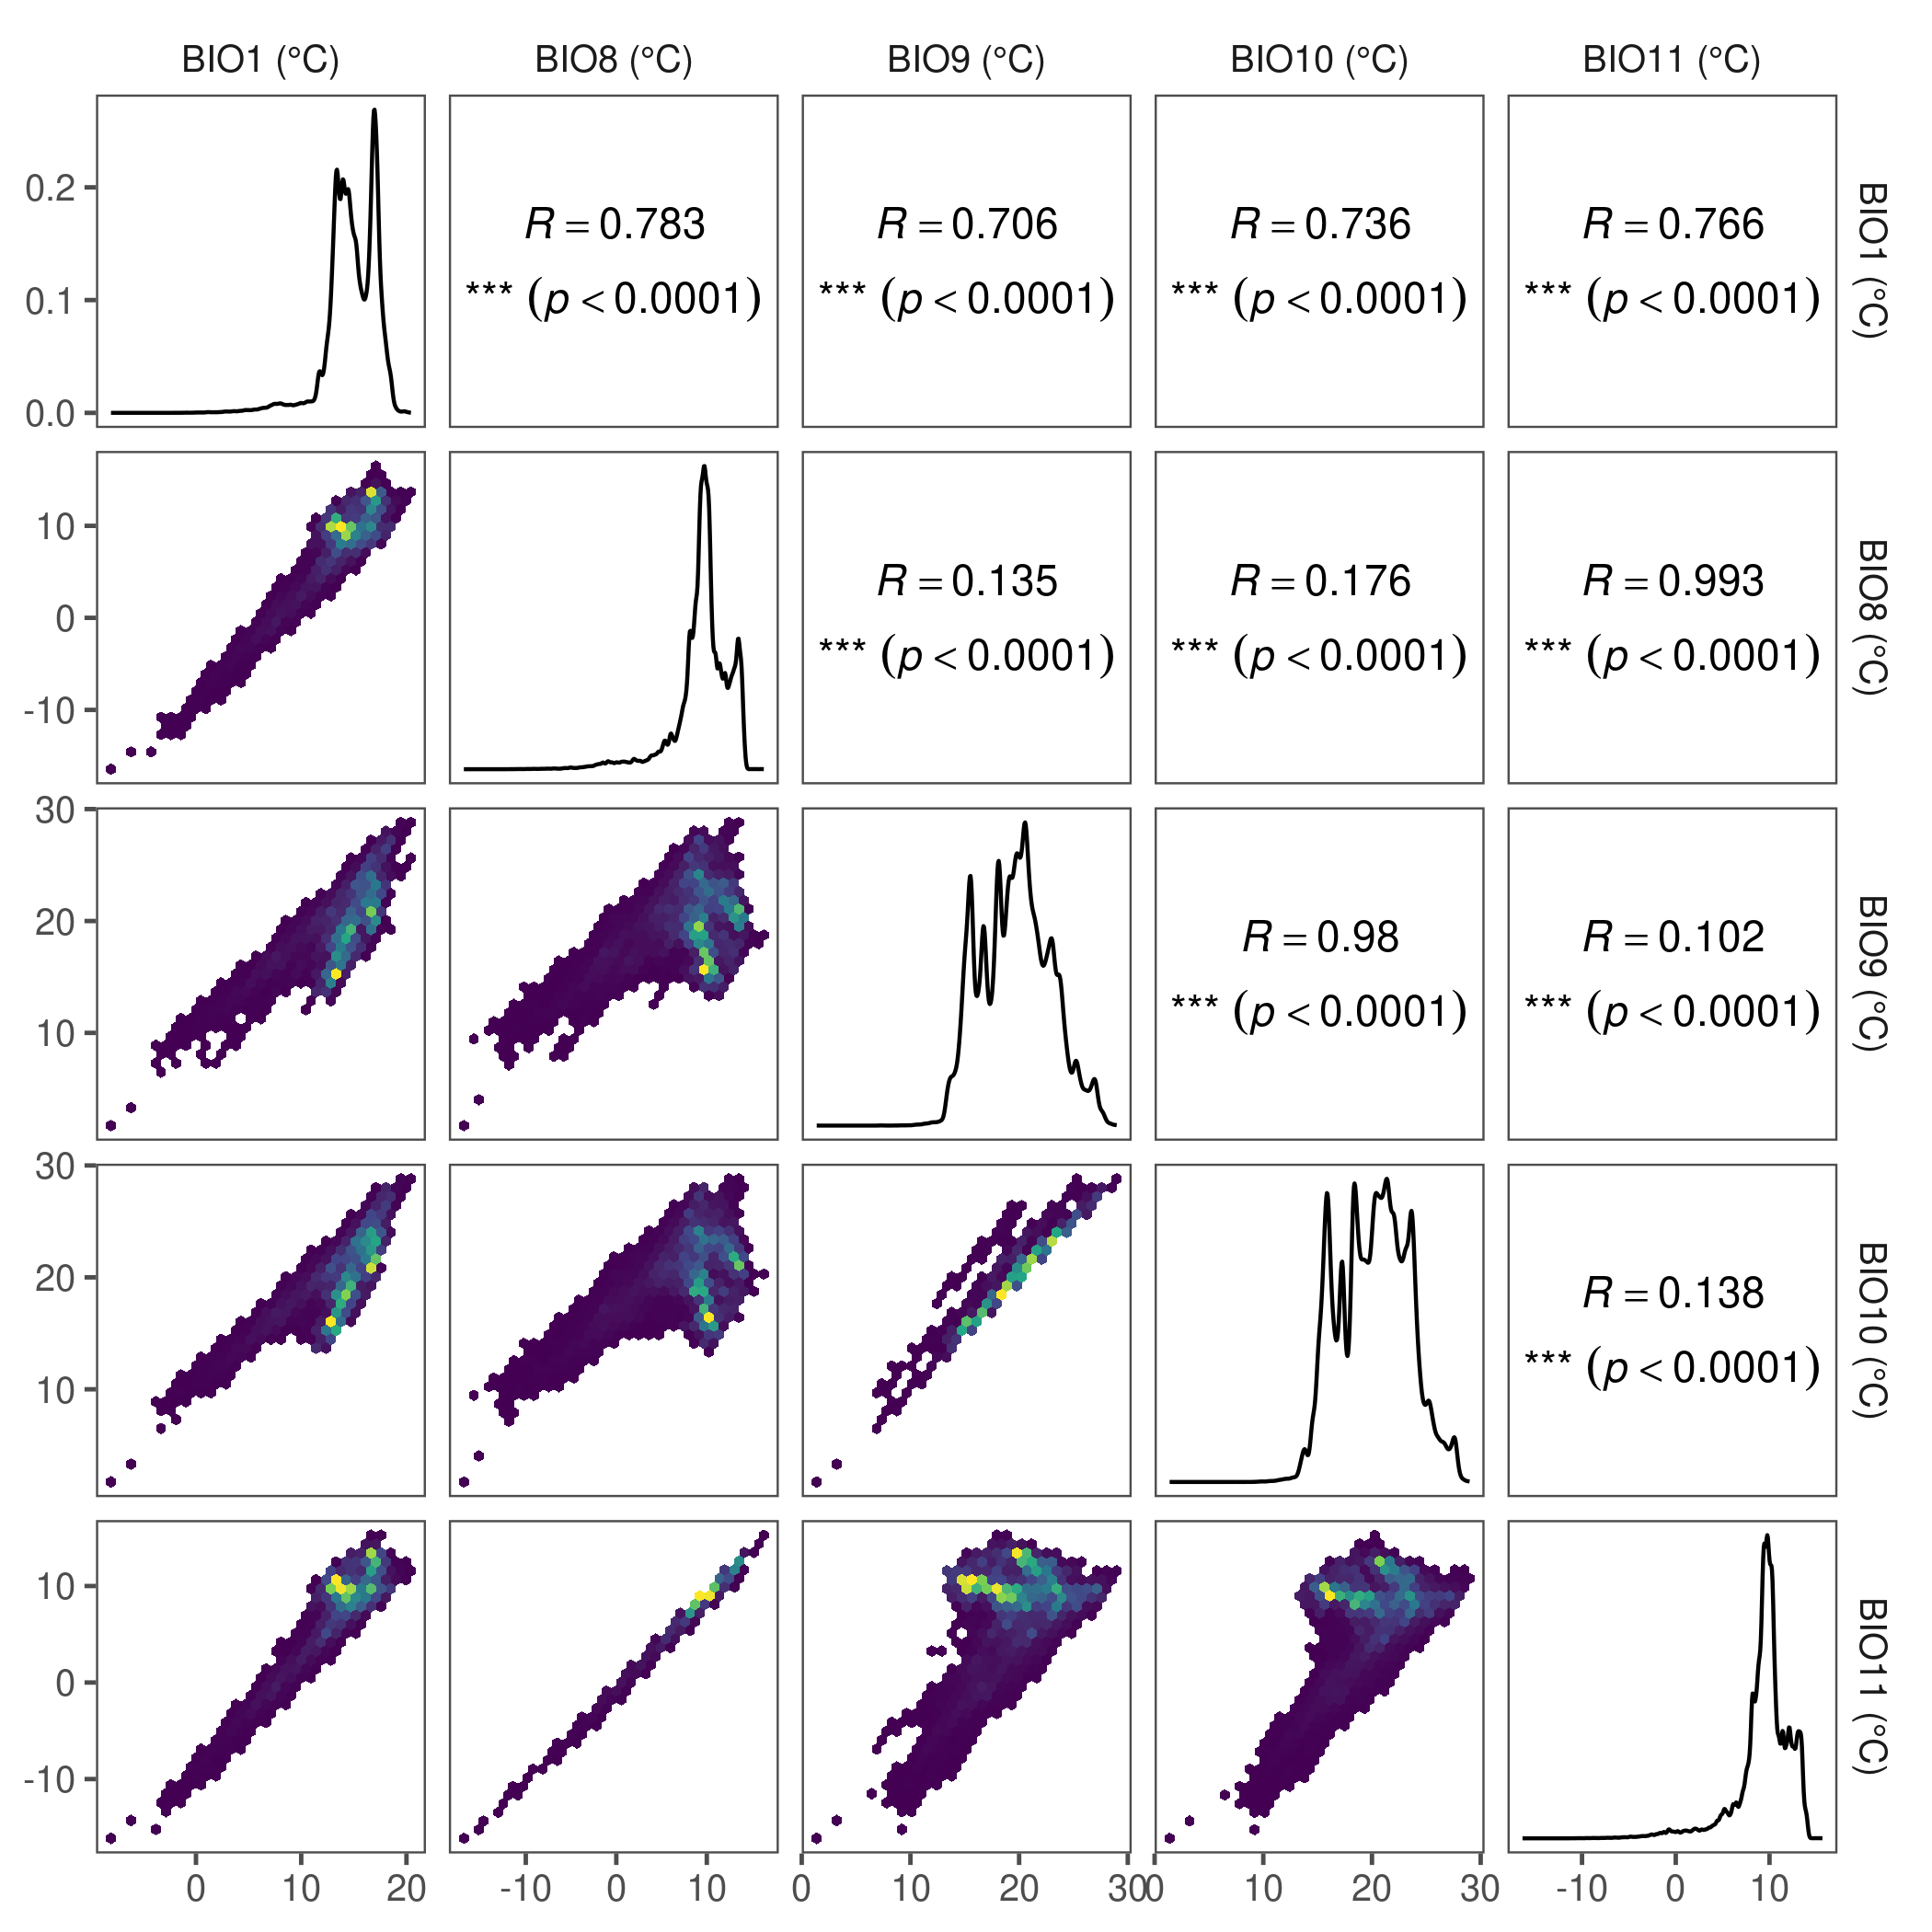 BIO1 (°C) BIO8 (°C) BIO9 (°C) BIO10 (°C) BIO11 (°C)
0.2
0.1
0.0
R = 0.783
*** (p < 0.0001)
R = 0.706
*** (p < 0.0001)
R = 0.736
*** (p < 0.0001)
R = 0.766
*** (p < 0.0001)
BIO1 (°C)
10
0
-10
R = 0.135
*** (p < 0.0001)
R = 0.176
*** (p < 0.0001)
R = 0.993
*** (p < 0.0001)
BIO8 (°C)
30
20
10
R = 0.98
*** (p < 0.0001)
R = 0.102
*** (p < 0.0001)
BIO9 (°C)
30
20
10
R = 0.138
*** (p < 0.0001)
BIO10 (°C)
10
0
-10
BIO11 (°C)
0 10 20 -10 0 10 0 10 20 30 0 10 20 30 -10 0 10